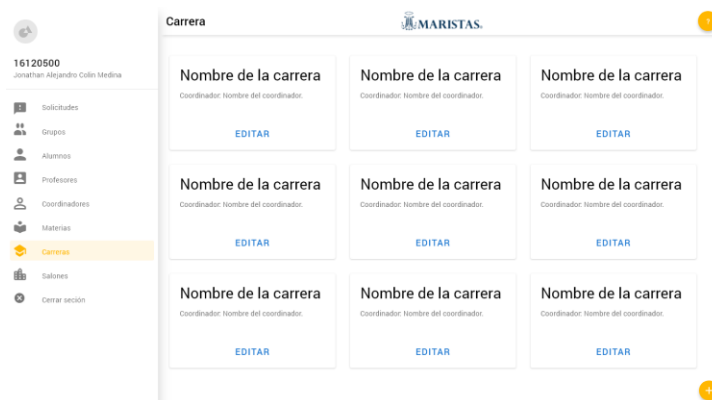 16120500
Jonathan Alejandro Colin Medina
Solicitudes
Grupos
Alumnos
Profesores
Coordinadores
Materias
Carreras
Salones
Cerrar seción
Carrera
MARISTAS.
?
Nombre de la carrera
Coordinador: Nombre del coordinador.
EDITAR
Nombre de la carrera
Coordinador: Nombre del coordinador.
EDITAR
Nombre de la carrera
Coordinador: Nombre del coordinador.
EDITAR
Nombre de la carrera
Coordinador: Nombre del coordinador.
EDITAR
Nombre de la carrera
Coordinador: Nombre del coordinador.
EDITAR
Nombre de la carrera
Coordinador: Nombre del coordinador.
EDITAR
Nombre de la carrera
Coordinador: Nombre del coordinador.
EDITAR
Nombre de la carrera
Coordinador: Nombre del coordinador.
EDITAR
Nombre de la carrera
Coordinador: Nombre del coordinador.
EDITAR
+